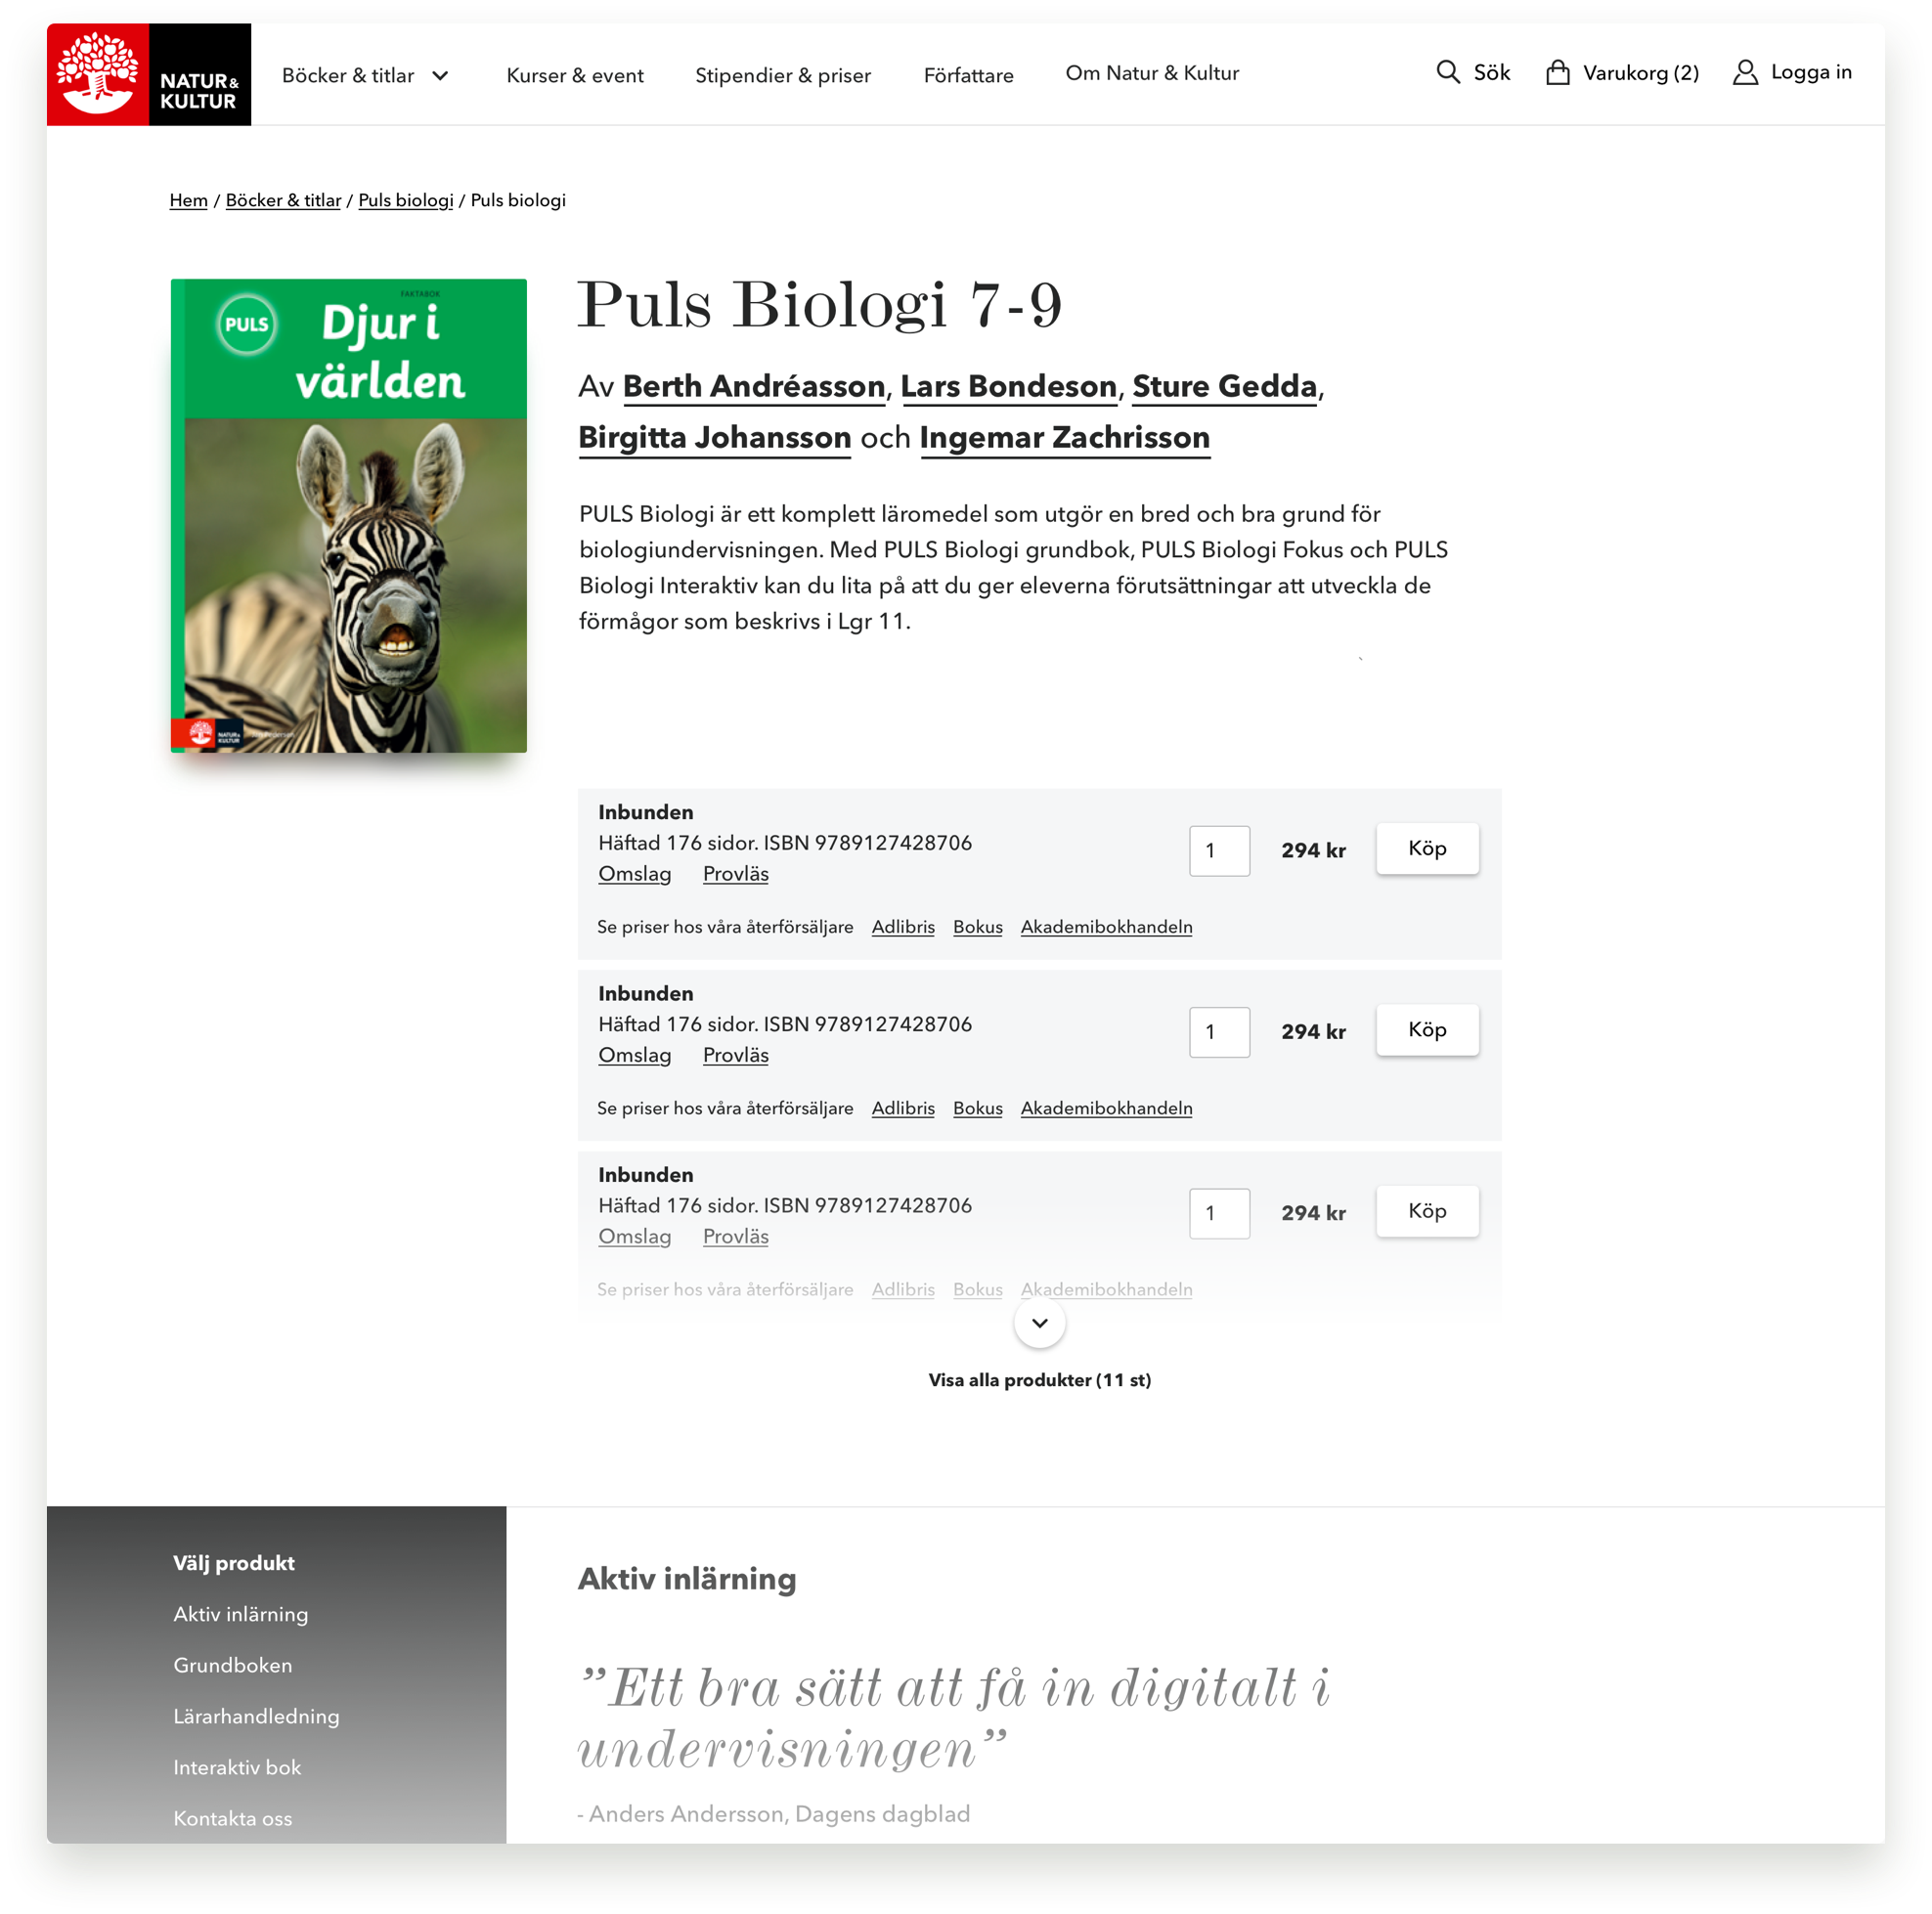 NATUR&
KULTUR
Böcker & titlar
Kurser & event
Stipendier & priser
Författare
Om Natur & Kultur
Sök
Varukorg (2)
Logga in
Hem / Böcker & titlar / Puls biologi / Puls biologi
FAKTABOK
PULS
Djur i
världen
NATUR&
KULTUR
Puls Biologi 7-9
Av Berth Andréasson, Lars Bondeson, Sture Gedda,
Birgitta Johansson och Ingemar Zachrisson
PULS Biologi är ett komplett läromedel som utgör en bred och bra grund för
biologiundervisningen. Med PULS Biologi grundbok, PULS Biologi Fokus och PULS
Biologi Interaktiv kan du lita på att du ger eleverna förutsättningar att utveckla de
förmågor som beskrivs i Lgr 11.
`
Inbunden
Häftad 176 sidor. ISBN 9789127428706
Omslag Provläs
1 294 kr Köp
Se priser hos våra återförsäljare Adlibris Bokus Akademibokhandeln
Inbunden
Häftad 176 sidor. ISBN 9789127428706
Omslag Provläs
1 294 kr Köp
Se priser hos våra återförsäljare Adlibris Bokus Akademibokhandeln
Inbunden
Häftad 176 sidor. ISBN 9789127428706
Omslag Provläs
1 294 kr Köp
Se priser hos våra återförsäljare Adlibris Bokus Akademibokhandeln
Visa alla produkter (11 st)
Välj produkt
Aktiv inlärning
Grundboken
Lärarhandledning
Interaktiv bok
Kontakta oss
Aktiv inlärning
”Ett bra sätt att få in digitalt i
undervisningen”
- Anders Andersson, Dagens dagblad